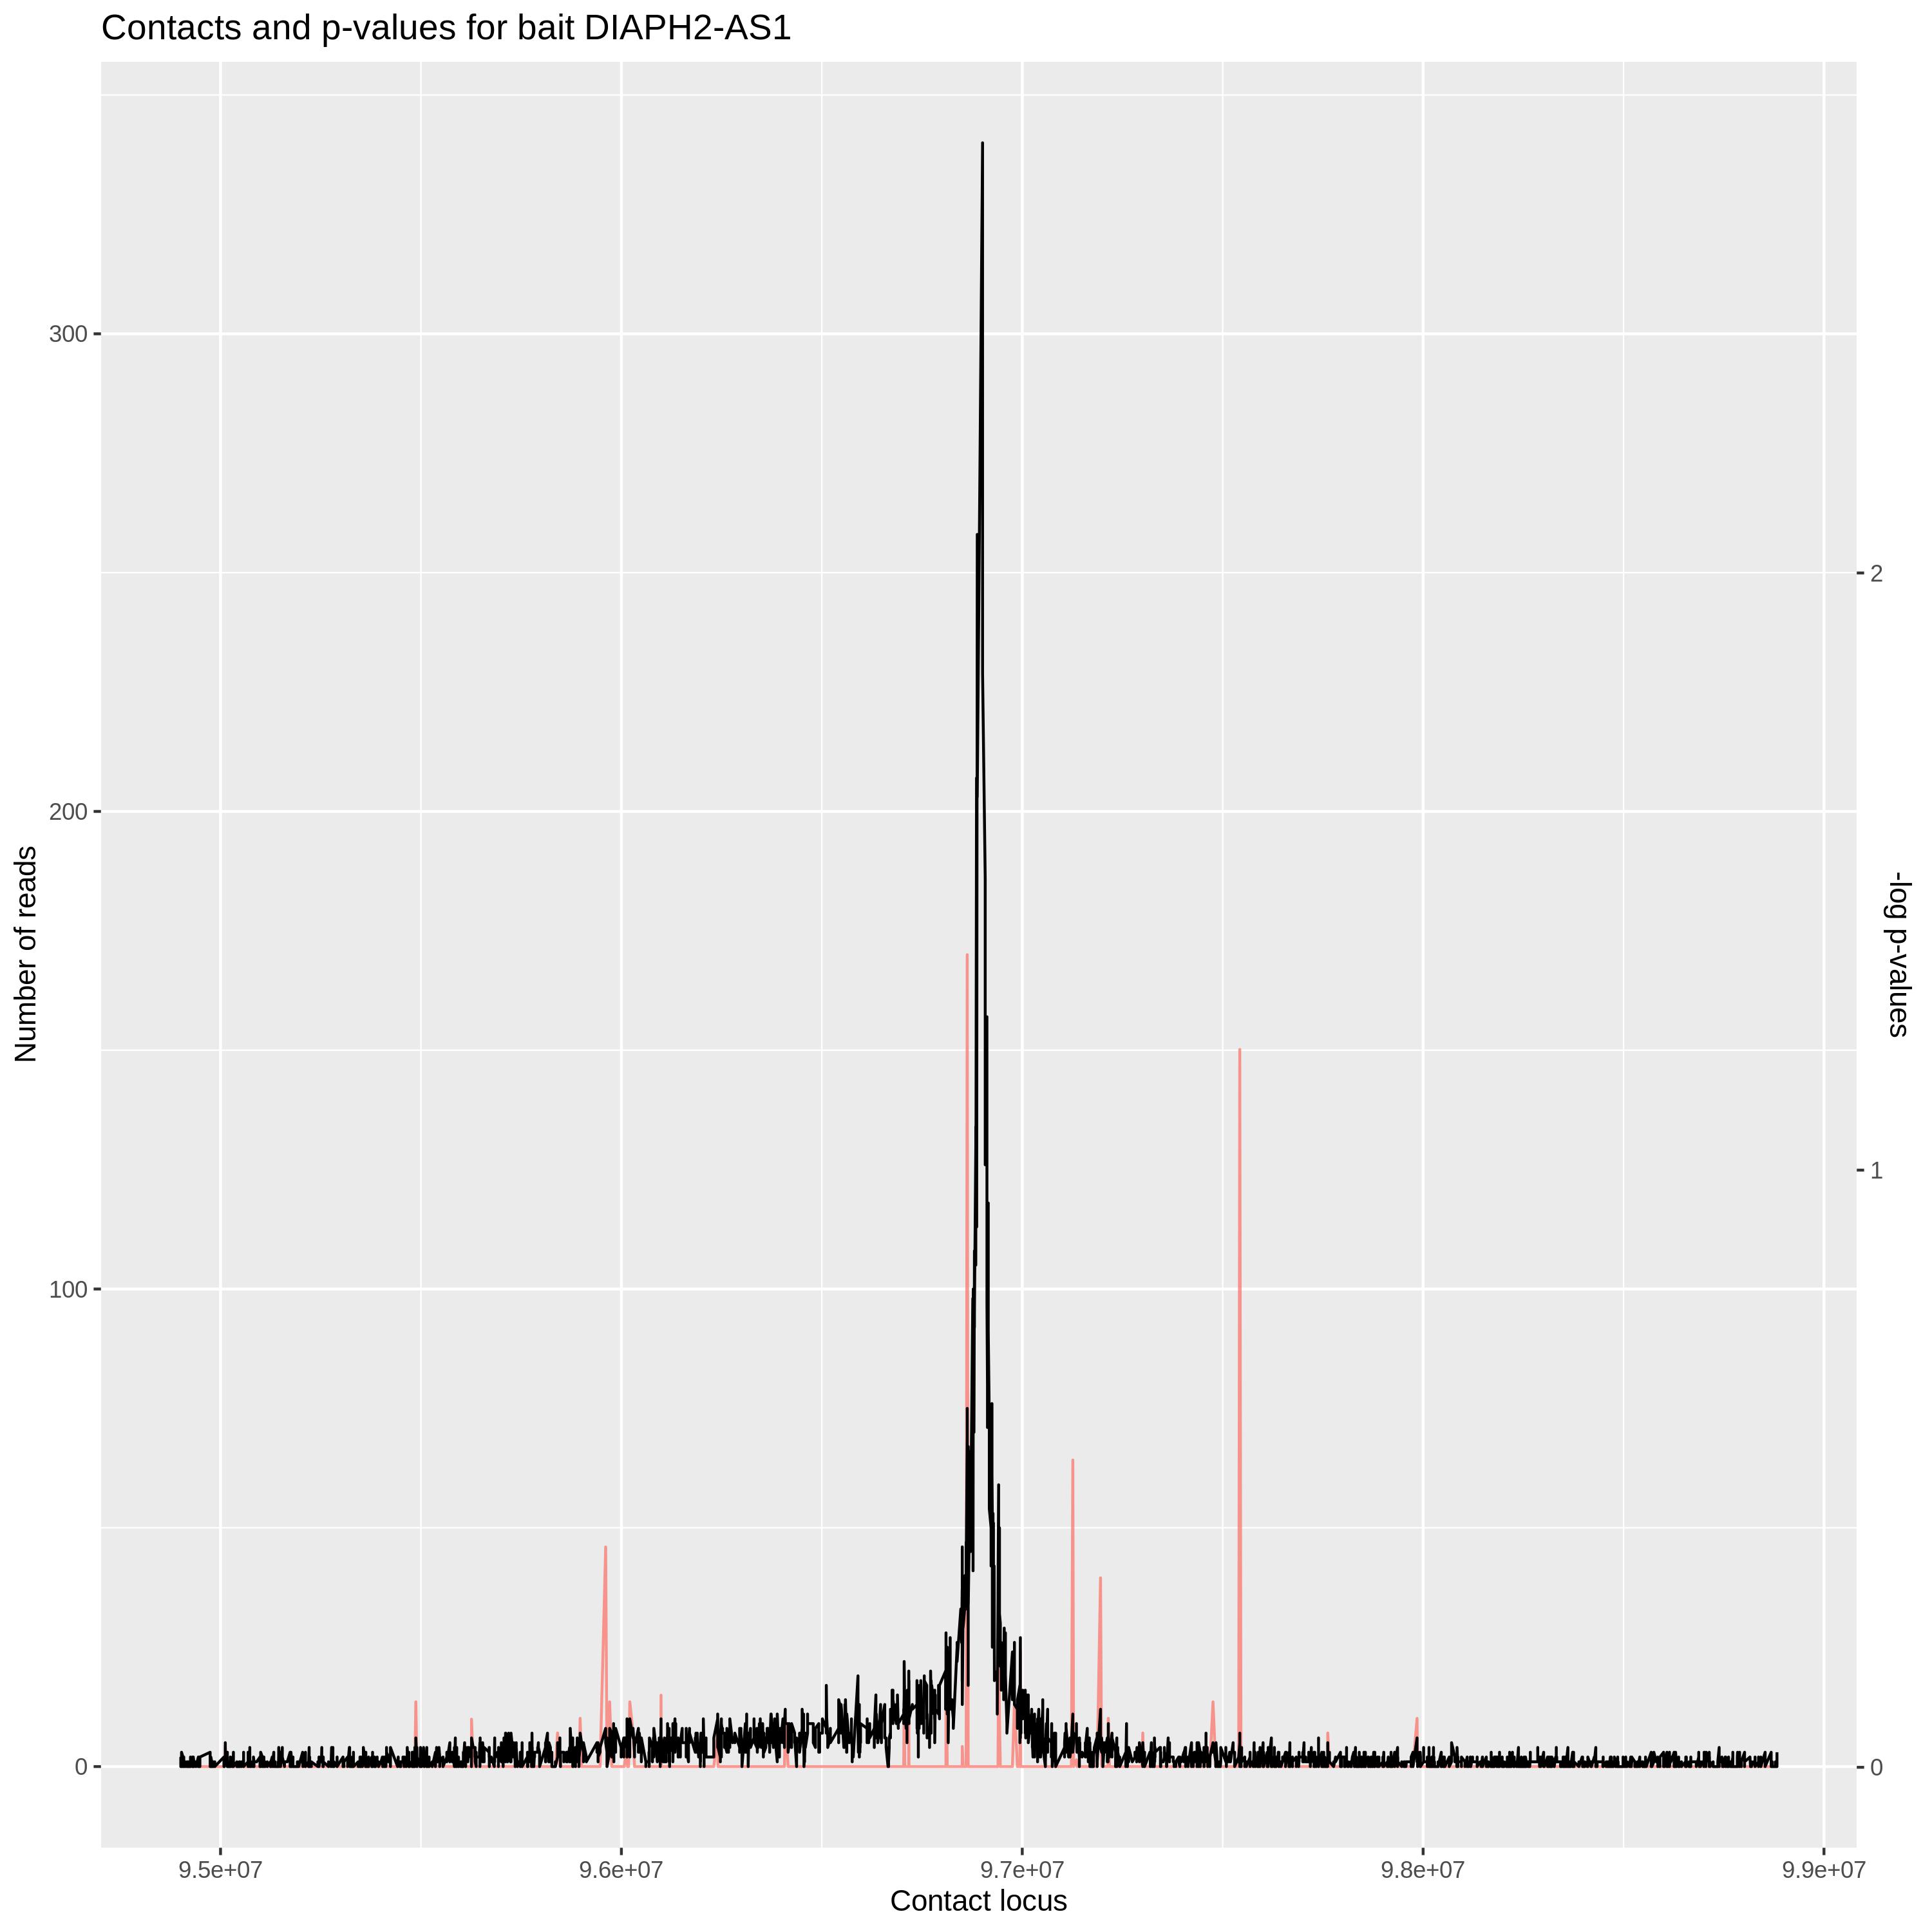 Contacts and p-values for bait DIAPH2-AS1
300
200
100
0
Number of reads
2
1
0
-log p-values
9.5e+07
9.6e+07
9.7e+07
9.8e+07
9.9e+07
Contact locus